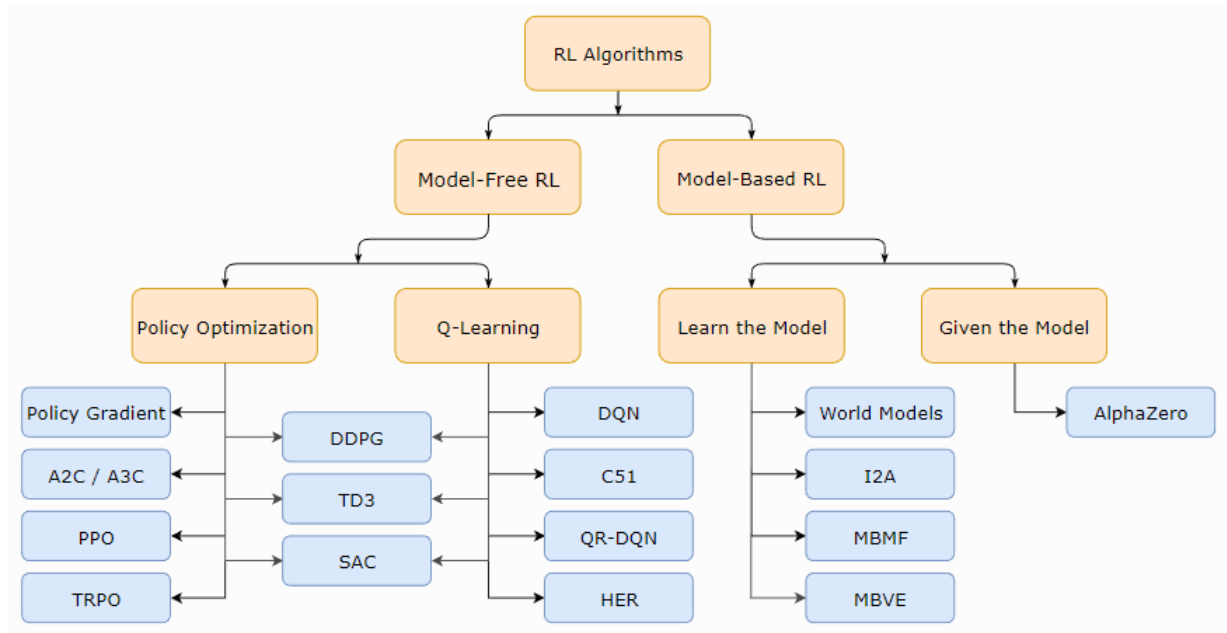 RL Algorithms
Model-Free RL
Model-Based RL
Policy Optimization
Q-Learning
Learn the Model
Given the Model
Policy Gradient
DDPG
DQN
World Models
AlphaZero
A2C / A3C
TD3
C51
I2A
PPO
SAC
QR-DQN
MBMF
TRPO
HER
MBVE